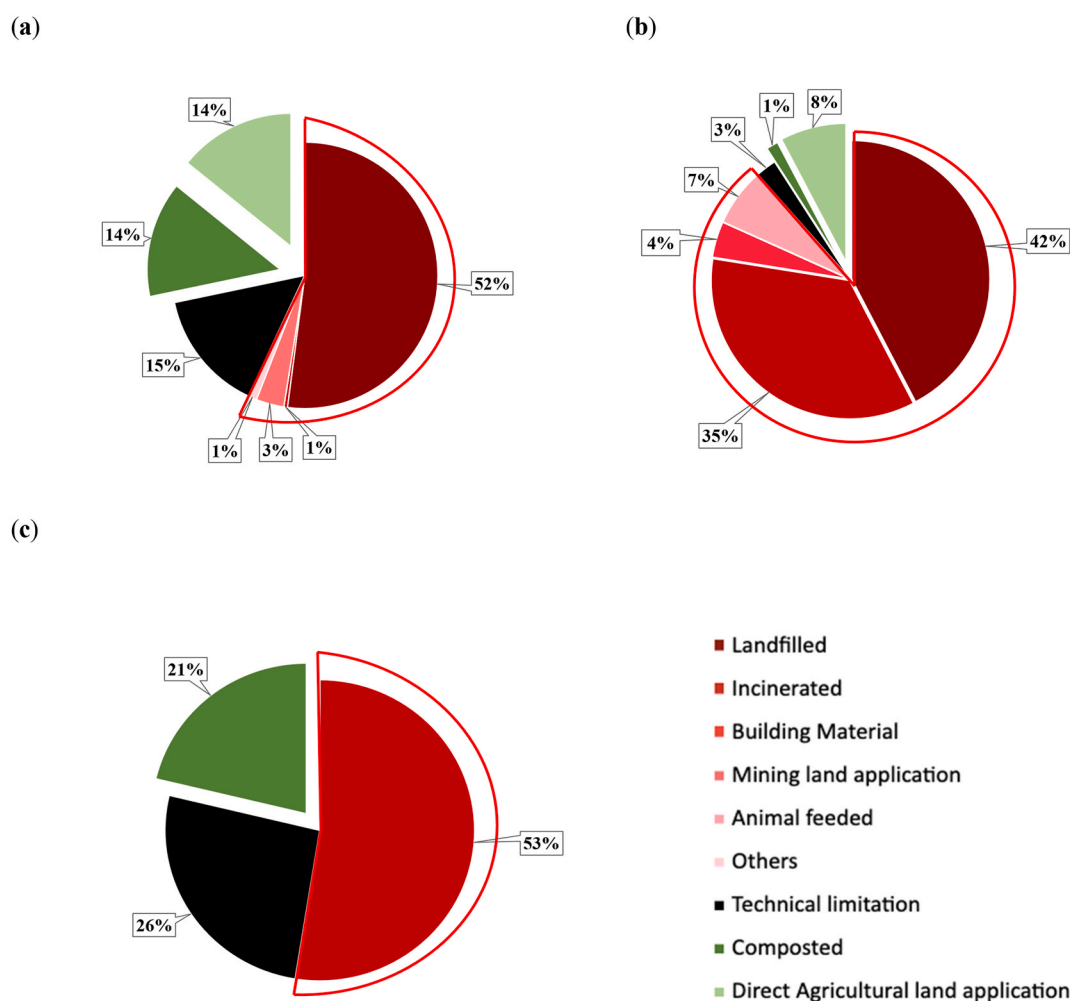 (a)
(b)
14%
14%
52%
15%
1%
3%
1%
1%
8%
3%
7%
4%
42%
35%
(c)
21%
53%
26%
Landfilled
Incinerated
Building Material
Mining land application
Animal feeded
Others
Technical limitation
Composted
Direct Agricultural land application